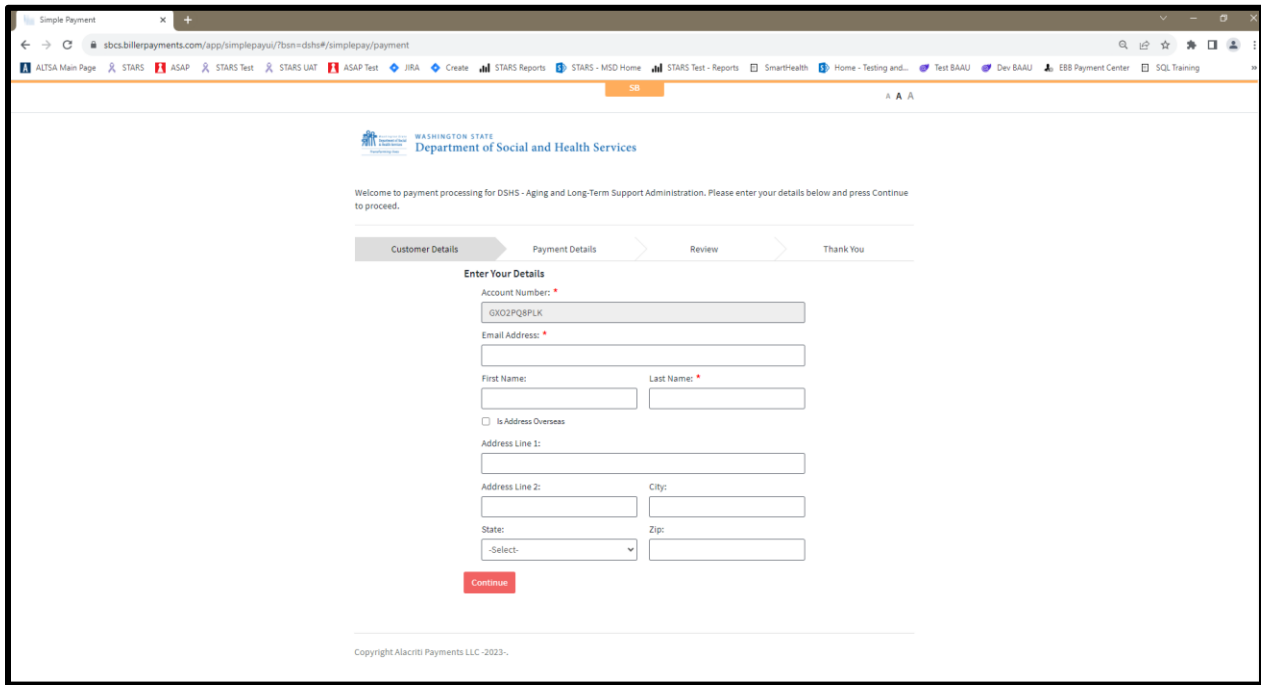 Simple Payment
sbcs.billerpayments.com/app/simplepayui/?bsn=dshs#/simplepay/payment
ALTSA Main Page STARS ASAP STARS Test STARS UAT ASAP Test JIRA Create STARS Reports STARS - MSD Home STARS Test - Reports SmartHealth Home - Testing and... Test BAAU Dev BAAU EBB Payment Center SQL Training »
SB
A A A
WASHINGTON STATE
Department of Social and Health Services
Welcome to payment processing for DSHS - Aging and Long-Term Support Administration. Please enter your details below and press Continue
to proceed.
Customer Details Payment Details Review Thank You
Enter Your Details
Account Number: *
GXO2PQ8PLK
Email Address: *
First Name: Last Name: *
Is Address Overseas
Address Line 1:
Address Line 2: City:
State: Zip:
-Select-
Continue
Copyright Alacriti Payments LLC -2023-.